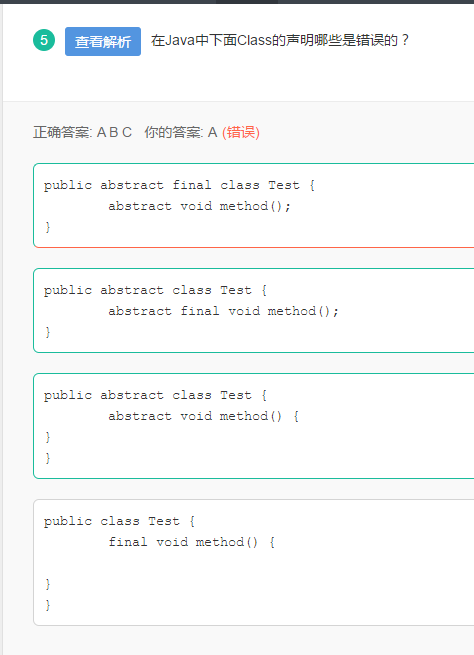 5 查看解析 在Java中下面Class的声明哪些是错误的？
正确答案: A B C 你的答案: A (错误)
public abstract final class Test {
abstract void method();
}
public abstract class Test {
abstract final void method();
}
public abstract class Test {
abstract void method() {
}
}
public class Test {
final void method() {
}
}